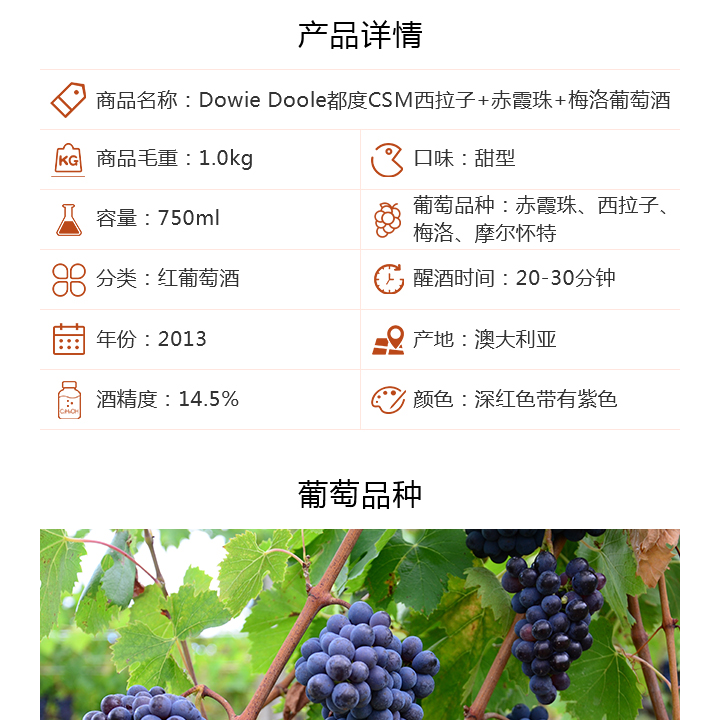 产品详情
商品名称：Dowie Doole都度CSM西拉子+赤霞珠+梅洛葡萄酒
KG
商品毛重：1.0kg
口味：甜型
容量：750ml
葡萄品种：赤霞珠、西拉子、
梅洛、摩尔怀特
分类：红葡萄酒
醒酒时间：20-30分钟
年份：2013
产地：澳大利亚
酒精度：14.5%
颜色：深红色带有紫色
葡萄品种